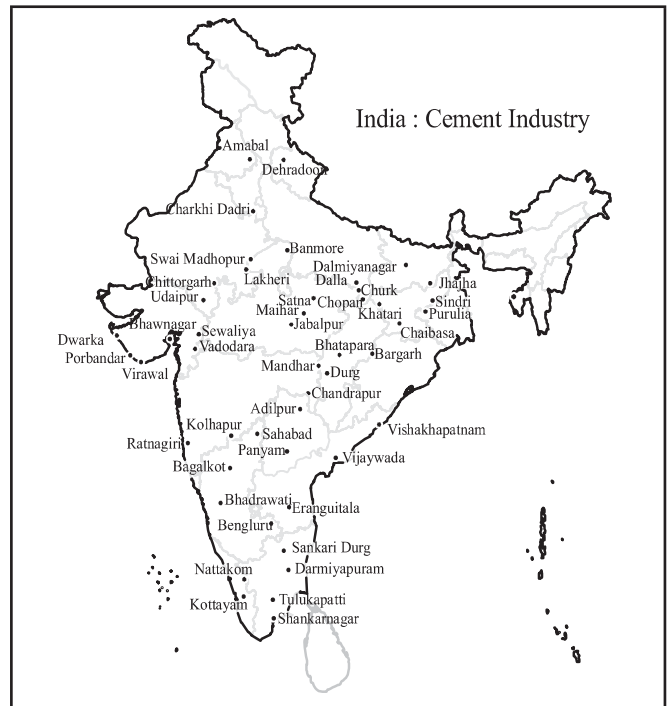 India : Cement Industry
Amabal
Dehradoon
Charkhi Dadri
Banmore
Swai Madhopur
Lakheri
Dalmiyanagar
Chittorgarh
Dalla
Churk
Jhajha
Udaipur
Satna
Chopan
Sindri
Maihar
Khatari
Purulia
Bhawnagar
Sewaliya
Jabalpur
Chaibasa
Dwarka
Vadodara
Bhatapara
Bargarh
Porbandar
Virawal
Mandhar
Durg
Chandrapur
Adilpur
Kolhapur
Sahabad
Vishakhapatnam
Ratnagiri
Panyam
Vijaywada
Bagalkot
Bhadrawati
Eranguitala
Bengluru
Sankari Durg
Nattakom
Darmiyapuram
Kottayam
Tulukapatti
Shankarnagar